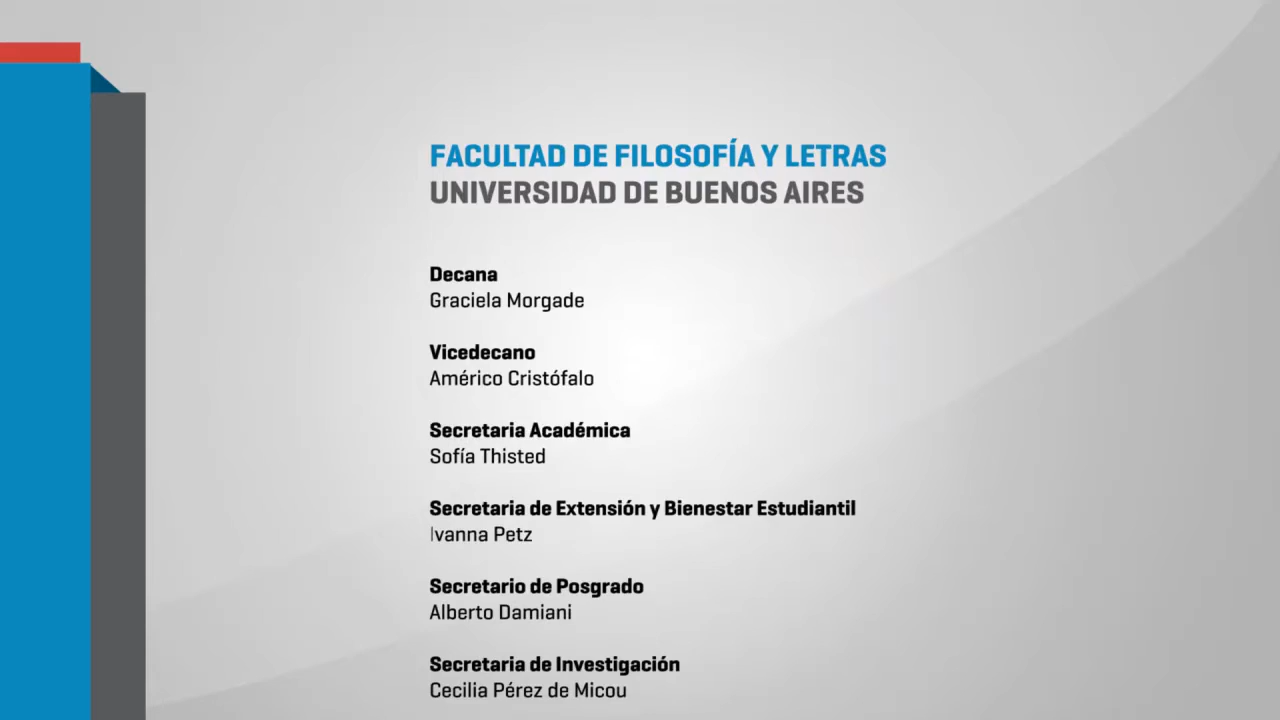 FACULTAD DE FILOSOFÍA Y LETRAS
UNIVERSIDAD DE BUENOS AIRES
Decana
Graciela Morgade
Vicedecano
Américo Cristófalo
Secretaria Académica
Sofía Thisted
Secretaria de Extensión y Bienestar Estudiantil
Ivanna Petz
Secretario de Posgrado
Alberto Damiani
Secretaria de Investigación
Cecilia Pérez de Micou